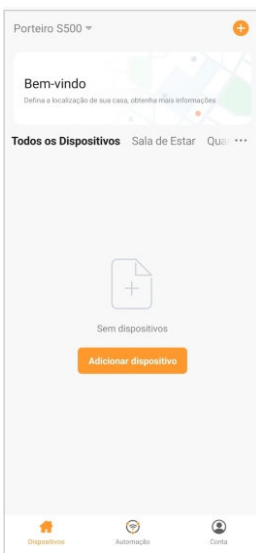 Porteiro S500
Bem-vindo
Defina a localização de sua casa, obtenha mais informações
Todos os Dispositivos Sala de Estar Qua
Sem dispositivos
Adicionar dispositivo
Dispositivos Automação Conta